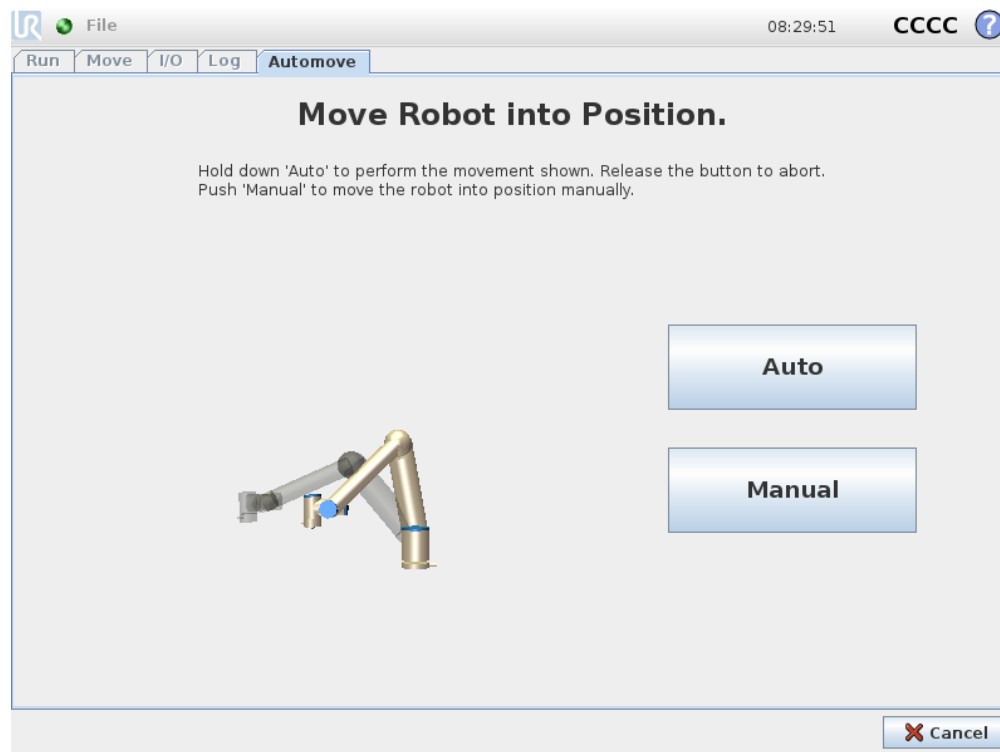 UR File 08:29:51 CCCC ?
Run Move I/O Log Automove
Move Robot into Position.
Hold down 'Auto' to perform the movement shown. Release the button to abort.
Push 'Manual' to move the robot into position manually.
Auto
Manual
Cancel